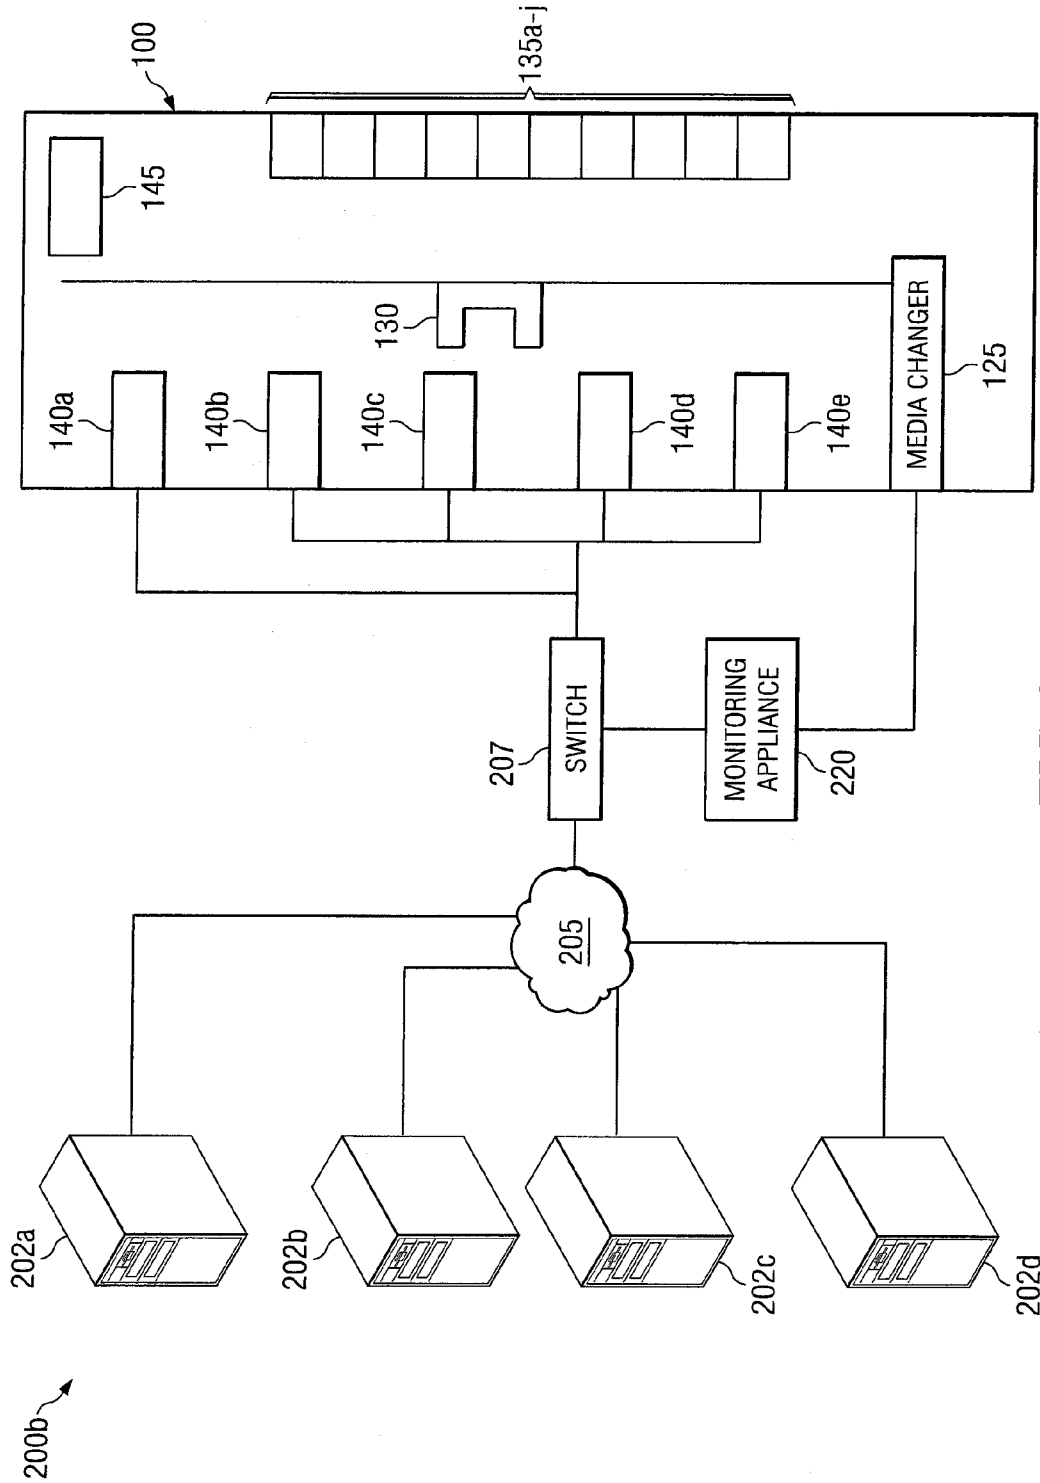 200b
202a
140a
145
100
140b
202b
140c
130
207
135a-j
205
SWITCH
140d
MONITORING
APPLIANCE
202c
220
140e
MEDIA CHANGER
125
202d